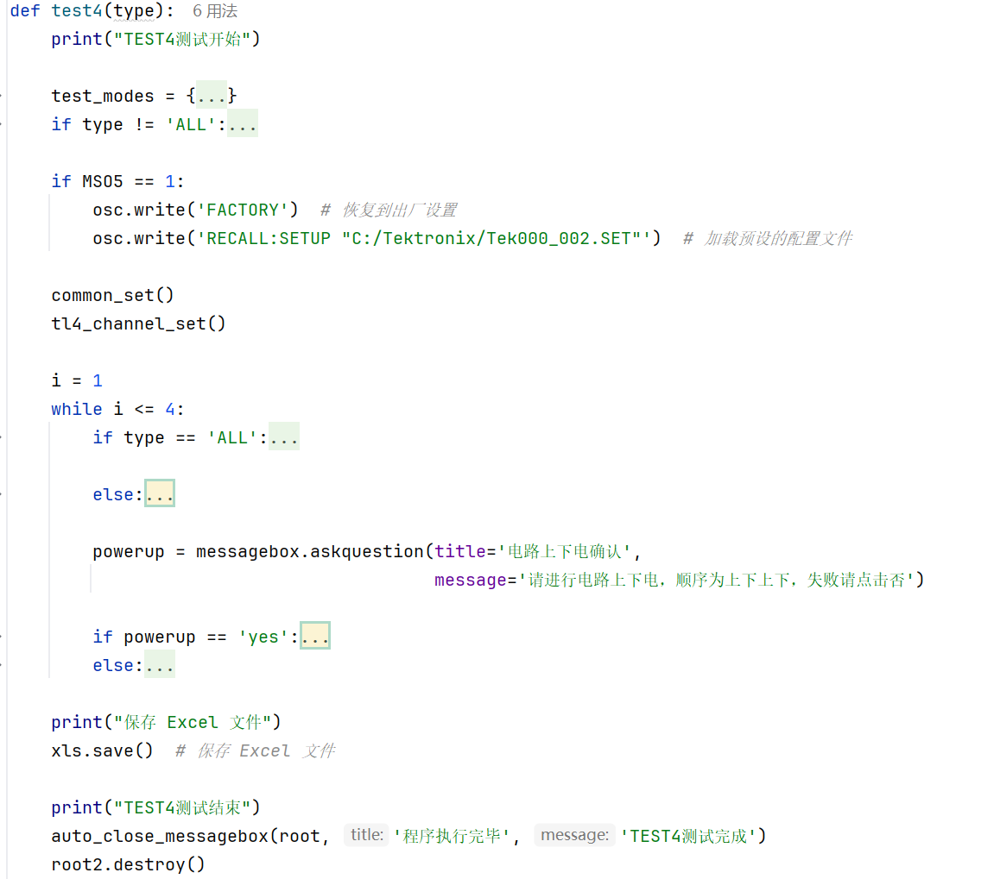 def test4(type):  6 用法
    print("TEST4测试开始")
    test_modes = {...}
    if type != 'ALL':...
    if MSO5 == 1:
        osc.write('FACTORY')  # 恢复到出厂设置
        osc.write('RECALL:SETUP "C:/Tektronix/Tek000_002.SET"')  # 加载预设的配置文件
    common_set()
    tl4_channel_set()
    i = 1
    while i <= 4:
        if type == 'ALL':...
        else:...
        powerup = messagebox.askquestion(title='电路上下电确认',
                                         message='请进行电路上下电，顺序为上下上下，失败请点击否')
        if powerup == 'yes':...
        else:...
    print("保存 Excel 文件")
    xls.save()  # 保存 Excel 文件
    print("TEST4测试结束")
    auto_close_messagebox(root, title: '程序执行完毕', message: 'TEST4测试完成')
    root2.destroy()